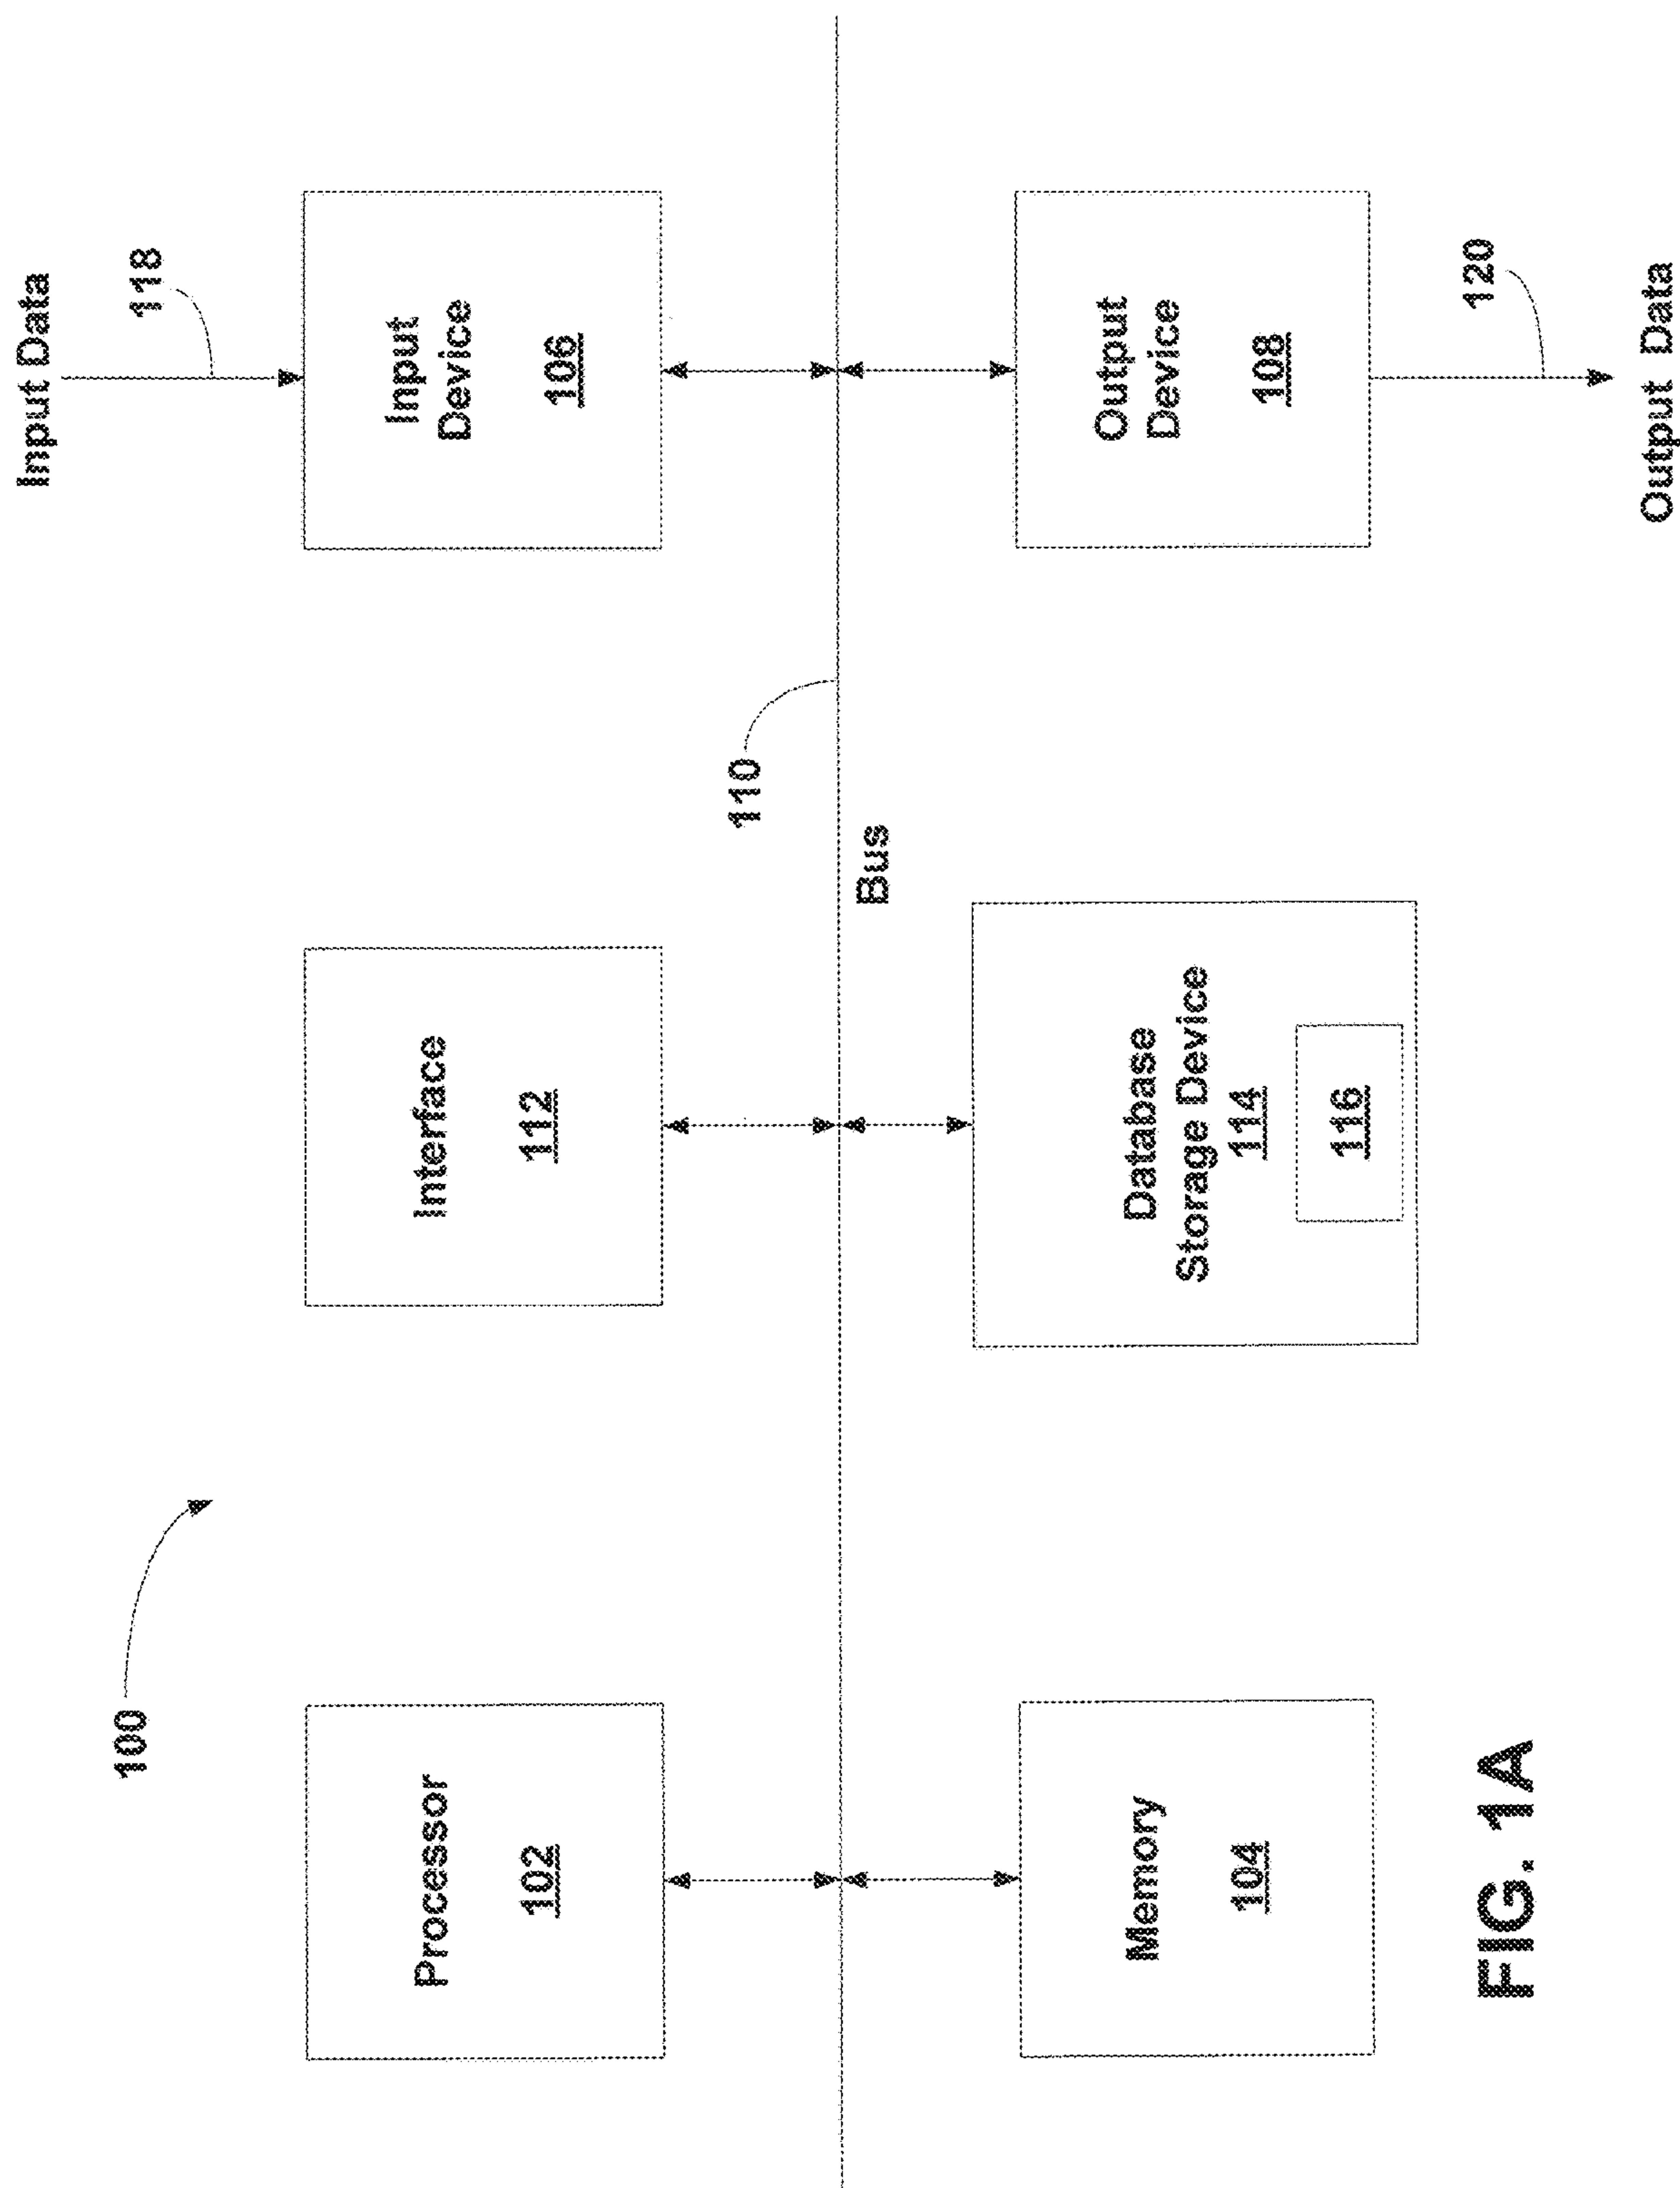 100
Input Data
118
Processor
102
Interface
112
Input
Device
106
110
Bus
Memory
104
Database
Storage Device
114
116
Output
Device
108
120
FIG. 1A
Output Data